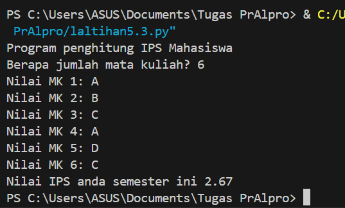 PS C:\Users\ASUS\Documents\Tugas PrAlpro> & C:/U
PrAlpro/laltihan5.3.py"
Program penghitung IPS Mahasiswa
Berapa jumlah mata kuliah? 6
Nilai MK 1: A
Nilai MK 2: B
Nilai MK 3: C
Nilai MK 4: A
Nilai MK 5: D
Nilai MK 6: C
Nilai IPS anda semester ini 2.67
PS C:\Users\ASUS\Documents\Tugas PrAlpro>